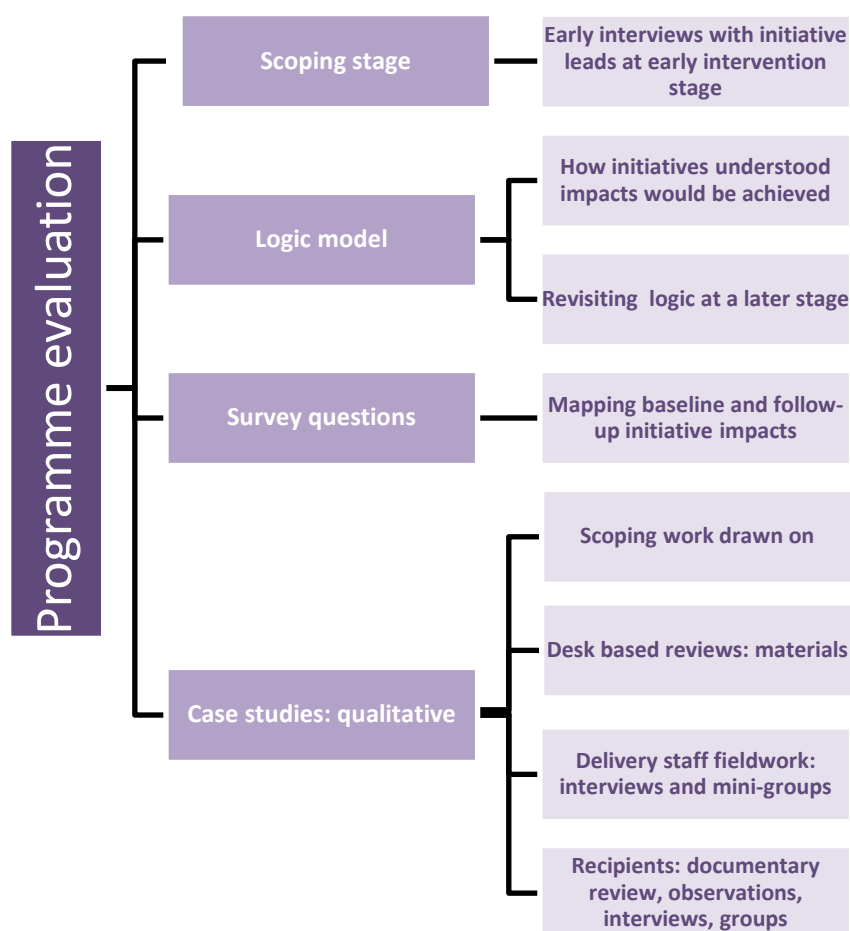 Programme evaluation
Scoping stage
Early interviews with initiative
leads at early intervention
stage
Logic model
How initiatives understood
impacts would be achieved
Revisiting logic at a later stage
Survey questions
Mapping baseline and follow-
up initiative impacts
Case studies: qualitative
Scoping work drawn on
Desk based reviews: materials
Delivery staff fieldwork:
interviews and mini-groups
Recipients: documentary
review, observations,
interviews, groups